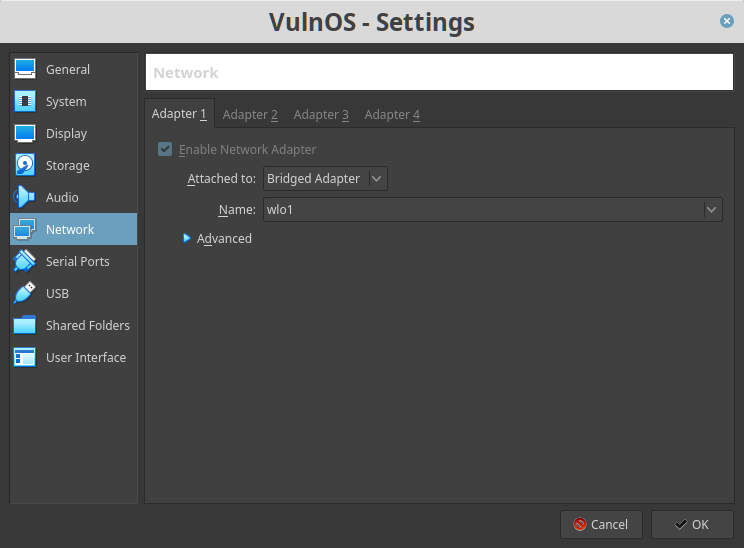 VulnOS - Settings
General
System
Display
Storage
Audio
Network
Serial Ports
USB
Shared Folders
User Interface
Network
Adapter 1 Adapter 2 Adapter 3 Adapter 4
Enable Network Adapter
Attached to: Bridged Adapter
Name: wlo1
Advanced
Cancel OK